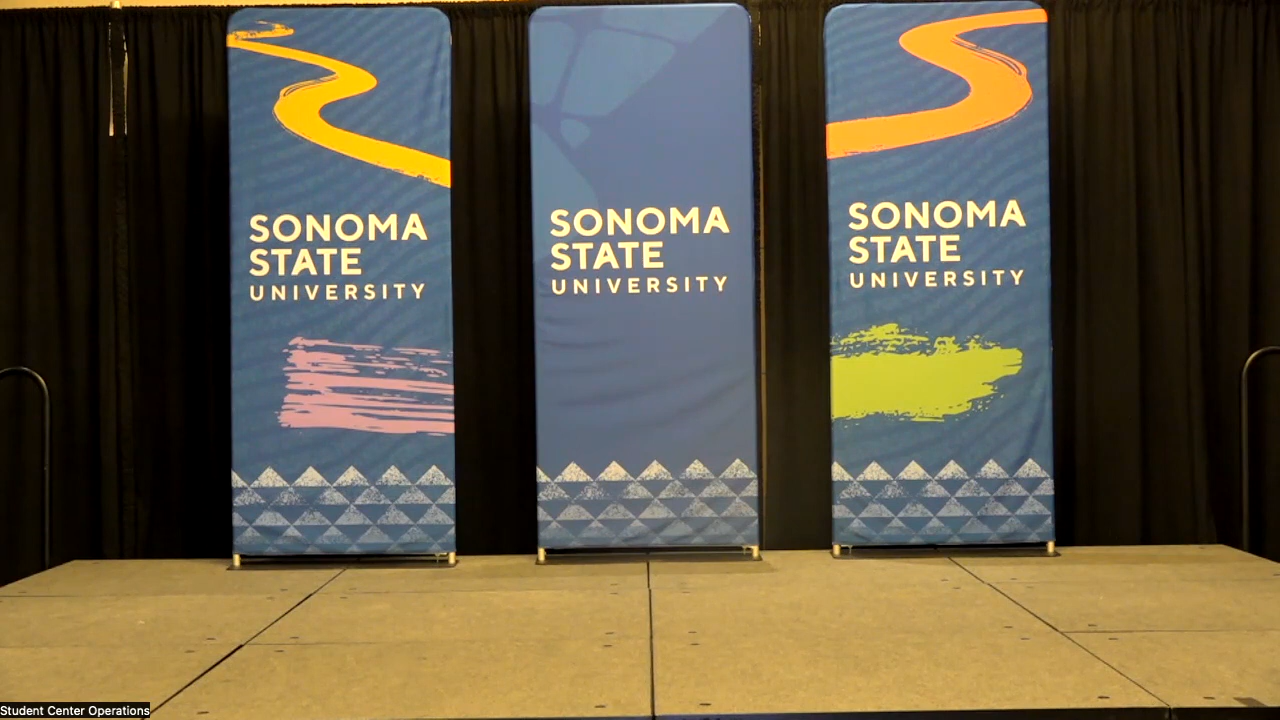 SONOMA
STATE
UNIVERSITY
SONOMA
STATE
UNIVERSITY
SONOMA
STATE
UNIVERSITY
Student Center Operations